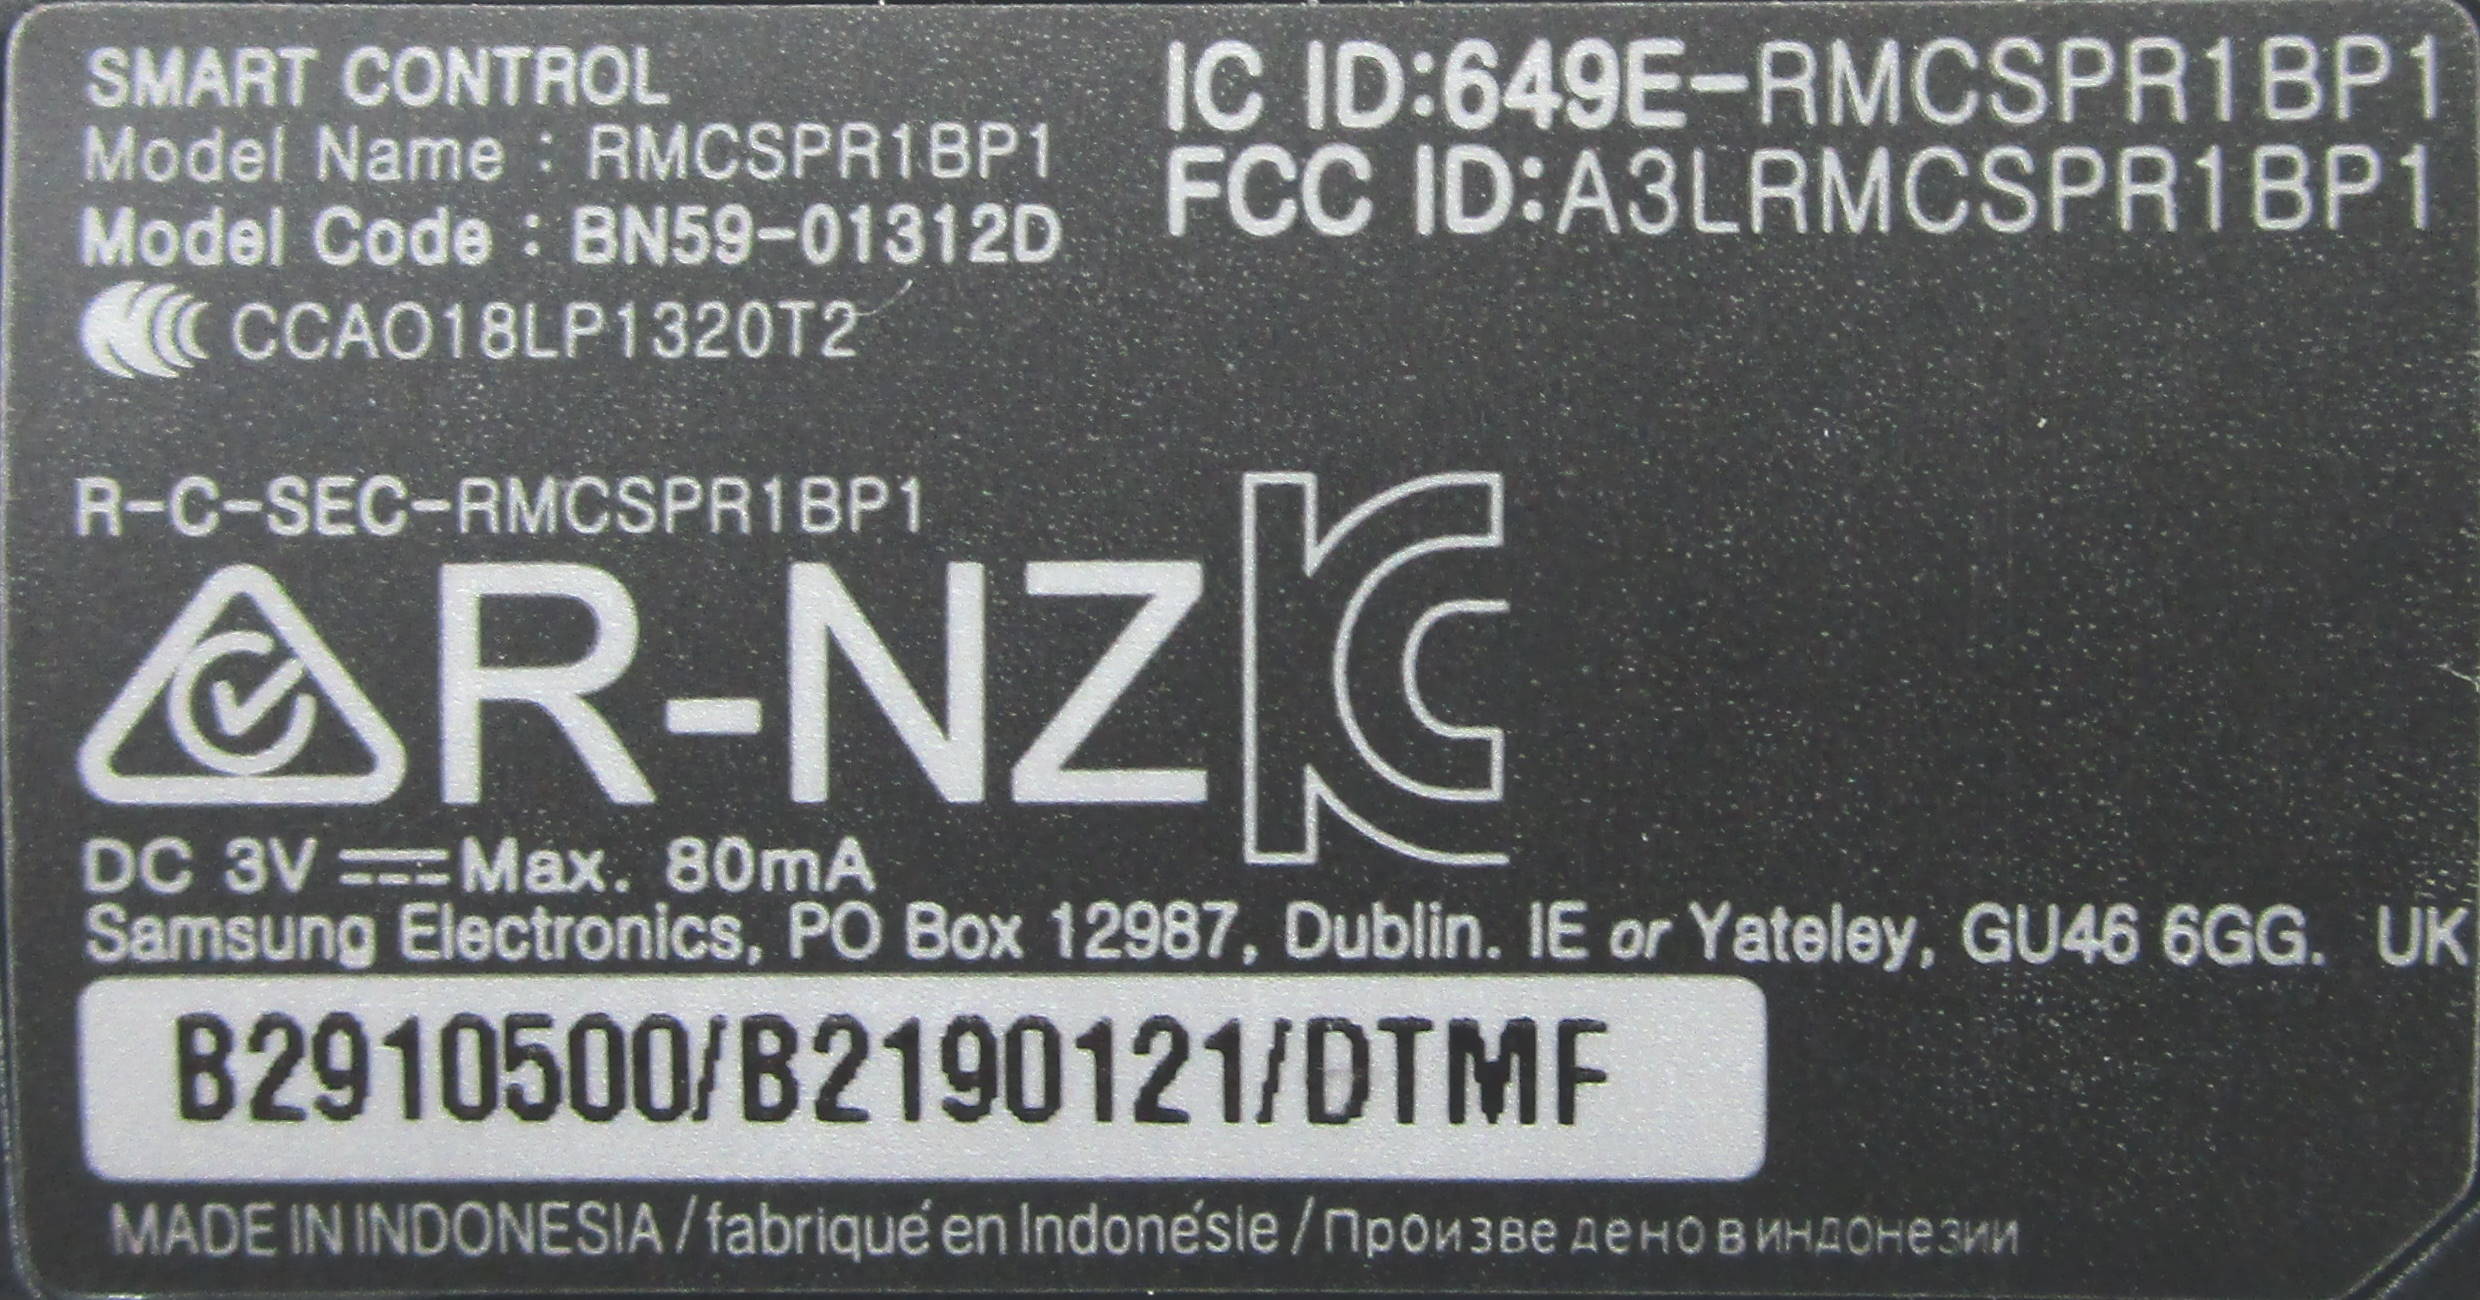 SMART CONTROL
Model Name : RMCSPR1BP1
Model Code : BN59-01312D
CCAO18LP1320T2
IC ID:649E-RMCSPR1BP1
FCC ID:A3LRMCSPR1BP1
R-C-SEC-RMCSPR1BP1
R-NZ
DC 3V Max. 80mA
Samsung Electronics, PO Box 12987, Dublin. IE or Yateley, GU46 6GG. UK
B2910500/B2190121/DTMF
MADE IN INDONESIA / fabriqué en Indonésie / Произве дено в индонезии